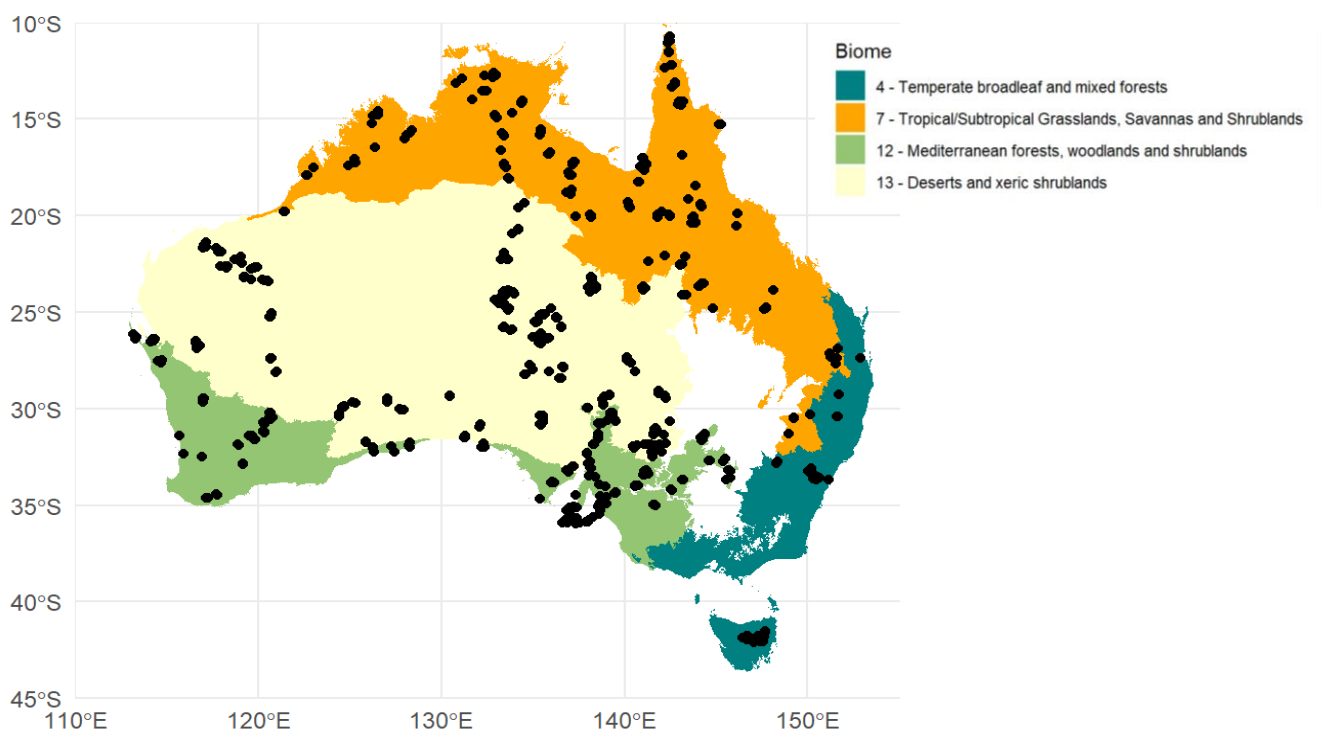 10°S
15°S
20°S
25°S
30°S
35°S
40°S
45°S
110°E 120°E 130°E 140°E 150°E
Biome
4 - Temperate broadleaf and mixed forests
7 - Tropical/Subtropical Grasslands, Savannas and Shrublands
12 - Mediterranean forests, woodlands and shrublands
13 - Deserts and xeric shrublands